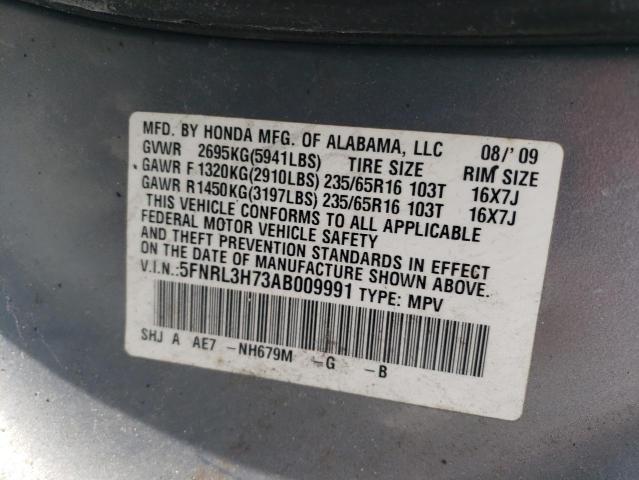 MFD. BY HONDA MFG. OF ALABAMA, LLC 08/'09
GVWR 2695KG(5941LBS) TIRE SIZE RIM SIZE
GAWR F 1320KG(2910LBS) 235/65R16 103T 16X7J
GAWR R1450KG(3197LBS) 235/65R16 103T 16X7J
THIS VEHICLE CONFORMS TO ALL APPLICABLE
FEDERAL MOTOR VEHICLE SAFETY
AND THEFT PREVENTION STANDARDS IN EFFECT
ON THE DATE OF MANUFACTURE SHOWN ABOVE.
V.I.N.:5FNRL3H73AB009991 TYPE: MPV
SHJ A AE7 -NH679M -G -B